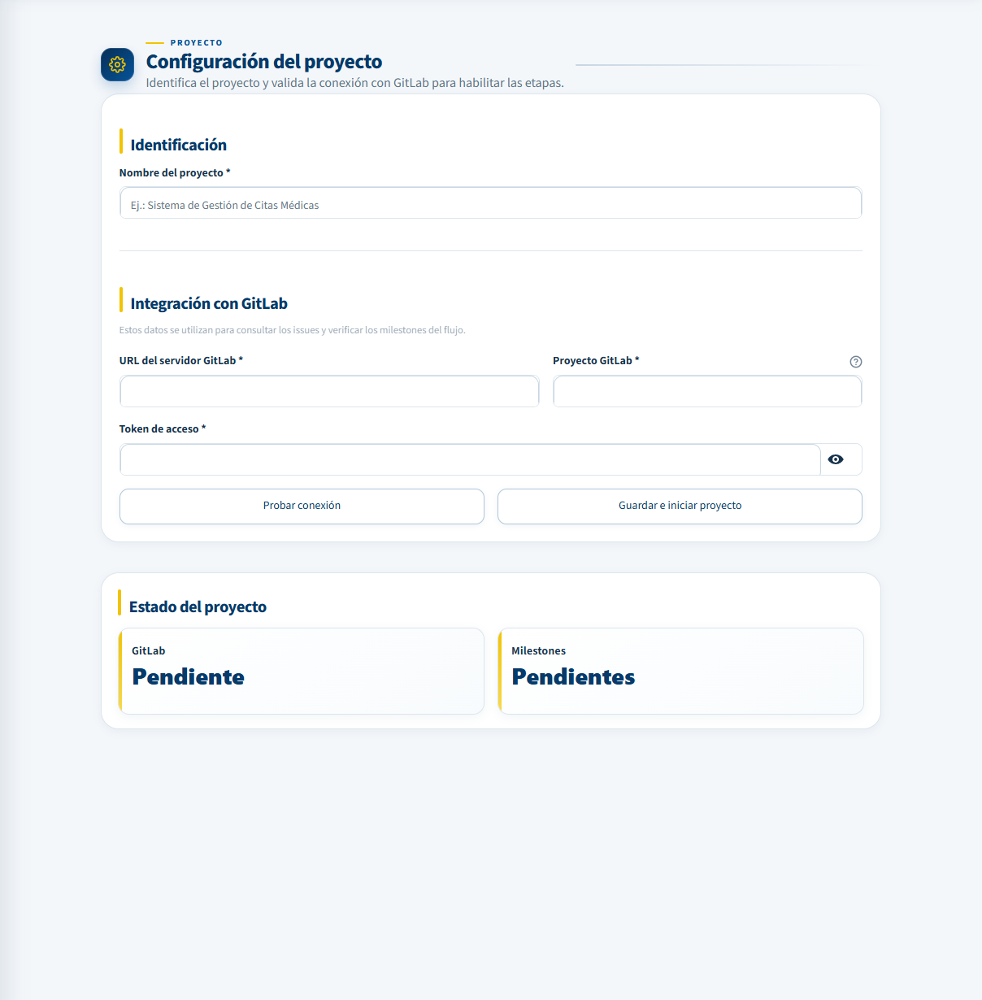 PROYECTO
Configuración del proyecto
Identifica el proyecto y valida la conexión con GitLab para habilitar las etapas.
Identificación
Nombre del proyecto *
Ej.: Sistema de Gestión de Citas Médicas
Integración con GitLab
Estos datos se utilizan para consultar los issues y verificar los milestones del flujo.
URL del servidor GitLab *
Proyecto GitLab *
Token de acceso *
Probar conexión
Guardar e iniciar proyecto
Estado del proyecto
GitLab
Pendiente
Milestones
Pendientes